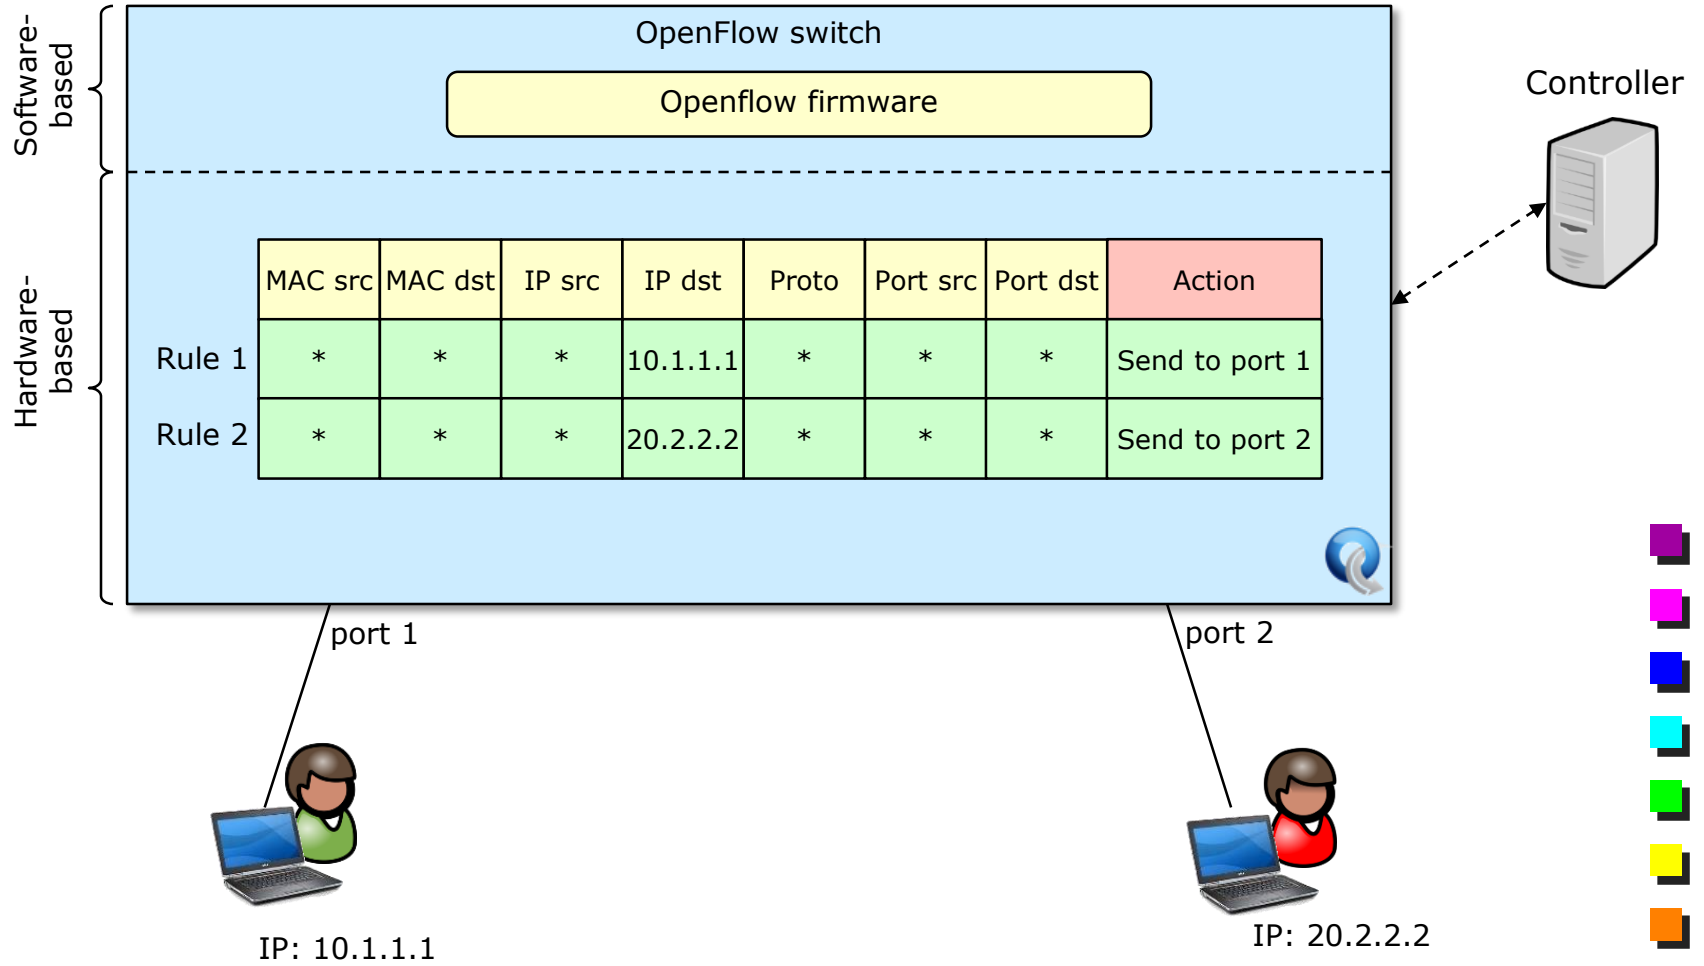 Software-
based
OpenFlow switch
Openflow firmware
Controller
Hardware-
based
MAC src MAC dst IP src IP dst Proto Port src Port dst Action
Rule 1 * * * 10.1.1.1 * * * Send to port 1
Rule 2 * * * 20.2.2.2 * * * Send to port 2
port 1
port 2
IP: 10.1.1.1
IP: 20.2.2.2